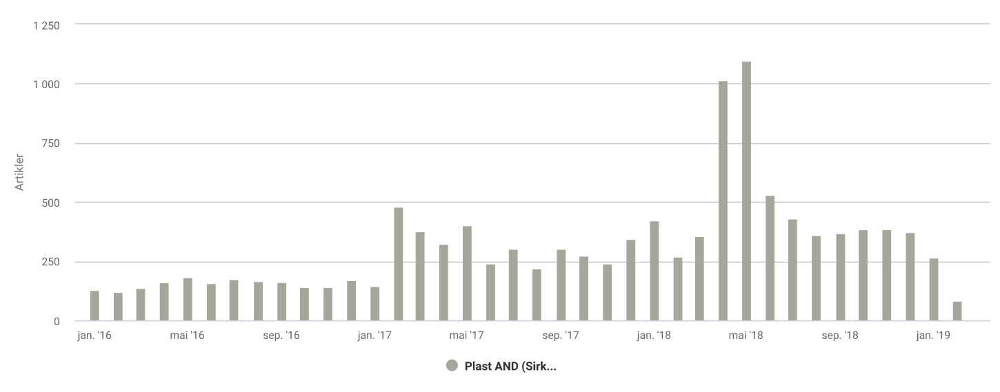 1 250
1 000
750
500
250
0
Artikler
jan. '16
mai '16
sep. '16
jan. '17
mai '17
sep. '17
jan. '18
mai '18
sep. '18
jan. '19
Plast AND (Sirk...